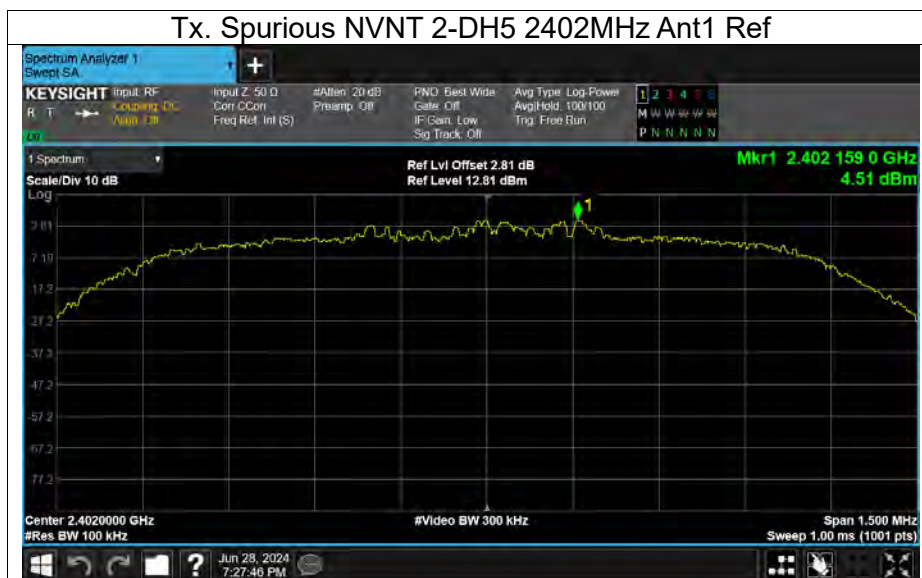 Tx. Spurious NVNT 2-DH5 2402MHz Ant1 Ref
Spectrum Analyzer 1
Swept SA
+
KEYSIGHT Input: RF
R T Coupling: DC
Align: Off
Input Z: 50 Ω
Corr CCorr
Freq Ref: Int (S)
#Atten: 20 dB
Preamp: Off
PNO: Best Wide
Gate: Off
IF Gain: Low
Sig Track: Off
Avg Type: Log-Power
Avg|Hold: 100/100
Trig: Free Run
1 2 3 4 5 6
M W W W W W
P N N N N N
1 Spectrum
Scale/Div 10 dB
Log
Ref Lvl Offset 2.81 dB
Ref Level 12.81 dBm
Mkr1 2.402 159 0 GHz
4.51 dBm
1
2.81
-7.19
-17.2
-27.2
-37.2
-47.2
-57.2
-67.2
-77.2
Center 2.4020000 GHz
#Res BW 100 kHz
#Video BW 300 kHz
Span 1.500 MHz
Sweep 1.00 ms (1001 pts)
?
Jun 28, 2024
7:27:46 PM